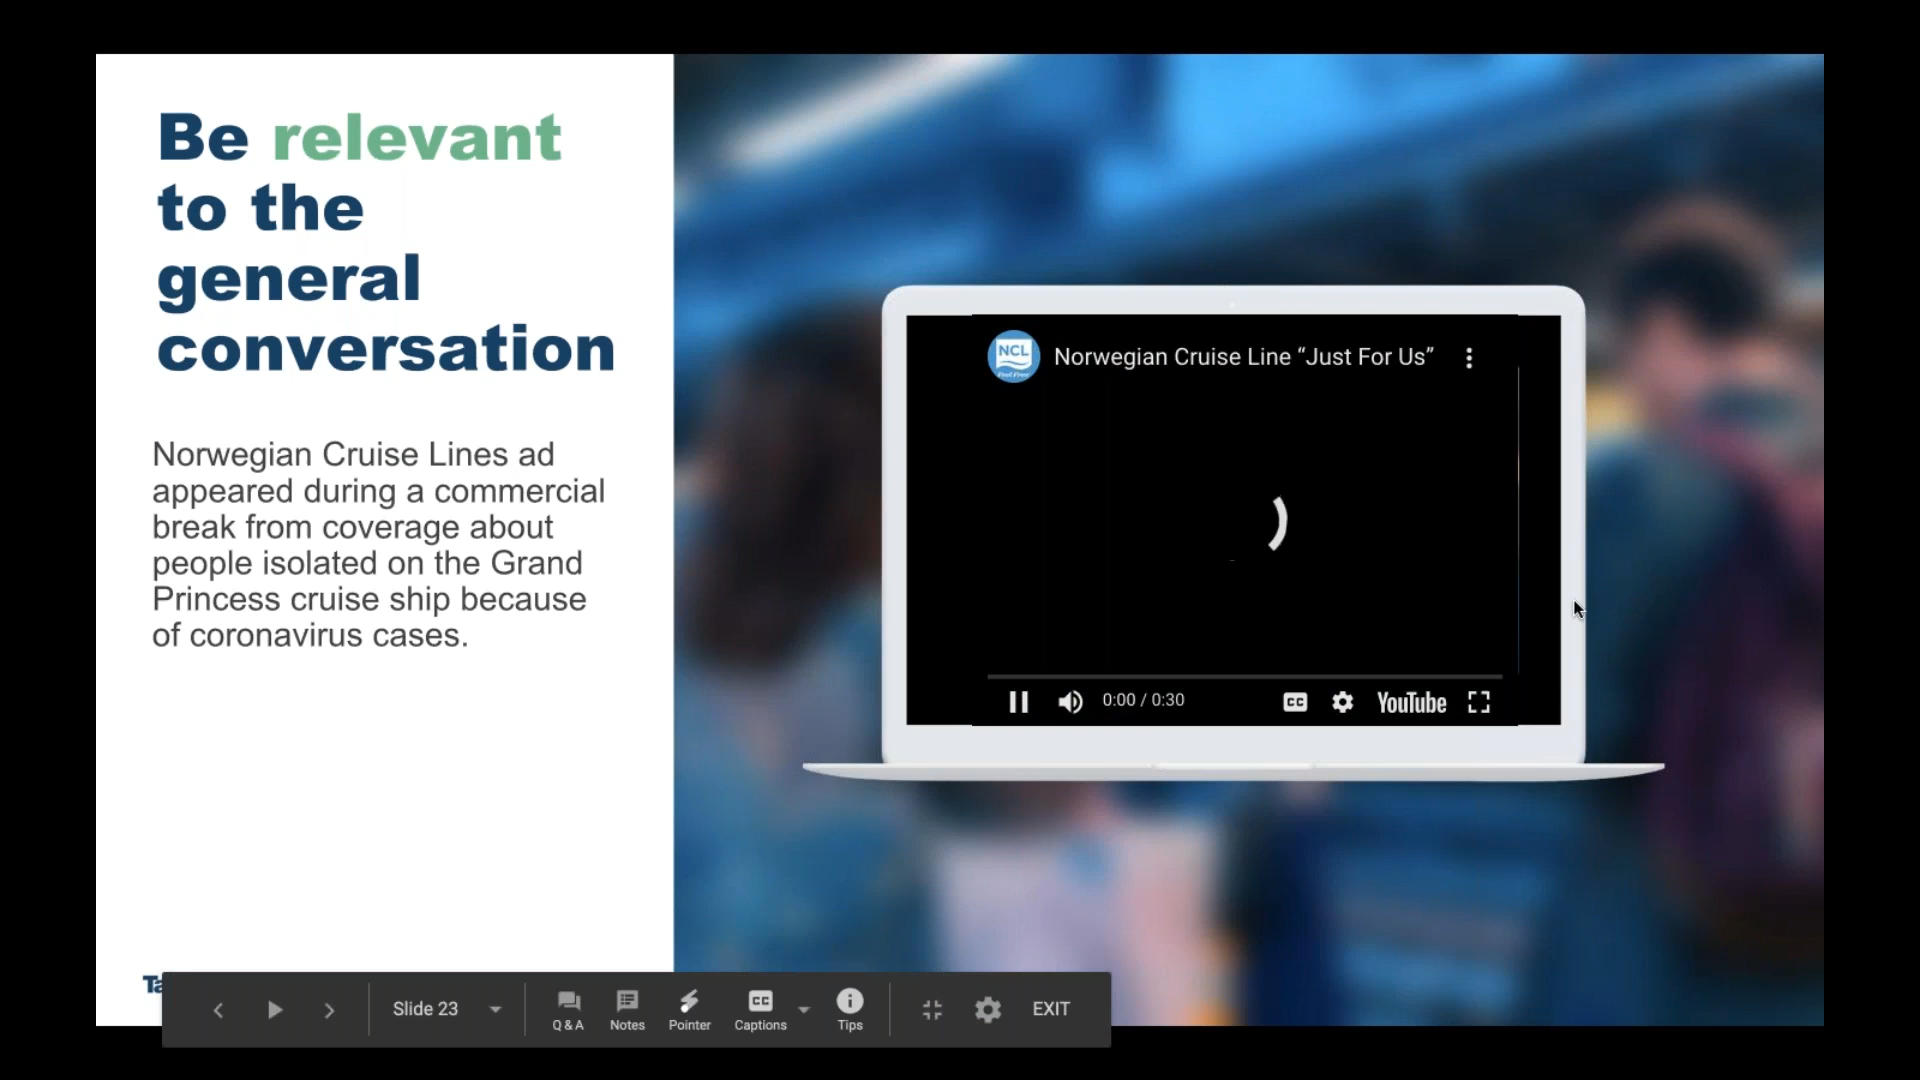 Be relevant
to the
general
conversation
Norwegian Cruise Lines ad
appeared during a commercial
break from coverage about
people isolated on the Grand
Princess cruise ship because
of coronavirus cases.
NCL
Norwegian Cruise Line “Just For Us”
0:00 / 0:30
CC
YouTube
Slide 23
Q & A
Notes
Pointer
CC
Captions
Tips
EXIT